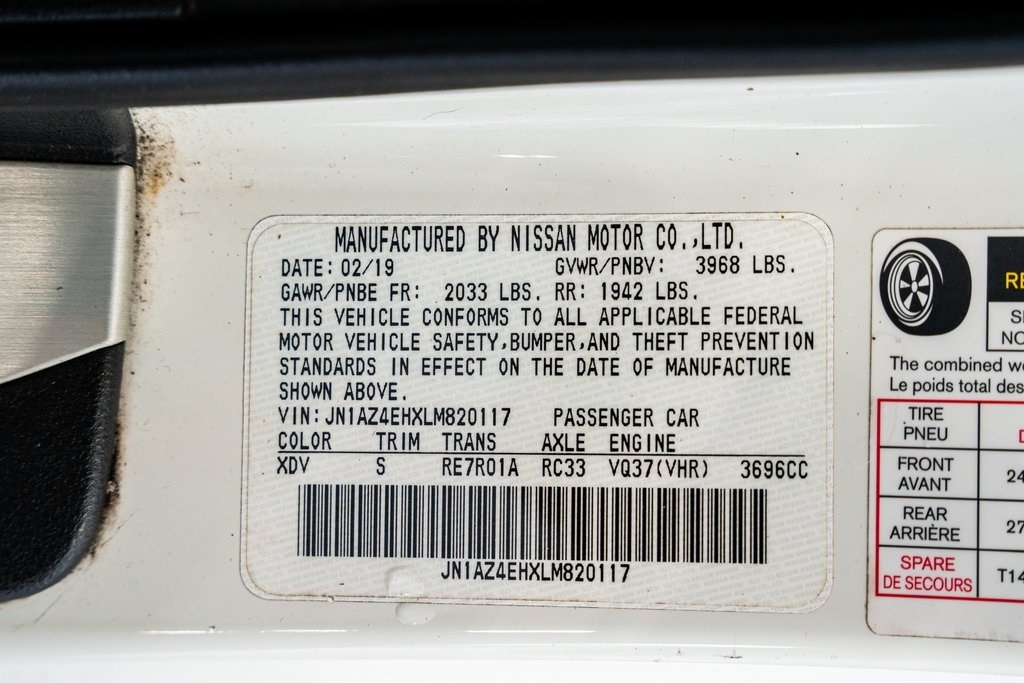 MANUFACTURED BY NISSAN MOTOR CO.,LTD.
DATE: 02/19 GVWR/PNBV: 3968 LBS.
GAWR/PNBE FR: 2033 LBS. RR: 1942 LBS.
THIS VEHICLE CONFORMS TO ALL APPLICABLE FEDERAL
MOTOR VEHICLE SAFETY,BUMPER,AND THEFT PREVENTION
STANDARDS IN EFFECT ON THE DATE OF MANUFACTURE
SHOWN ABOVE.
VIN: JN1AZ4EHXLM820117 PASSENGER CAR
COLOR TRIM TRANS AXLE ENGINE
XDV S RE7R01A RC33 VQ37(VHR) 3696CC
JN1AZ4EHXLM820117
The combined
Le poids total
TIRE
PNEU
FRONT
AVANT
24
REAR
ARRIÈRE
27
SPARE
DE SECOURS
T14